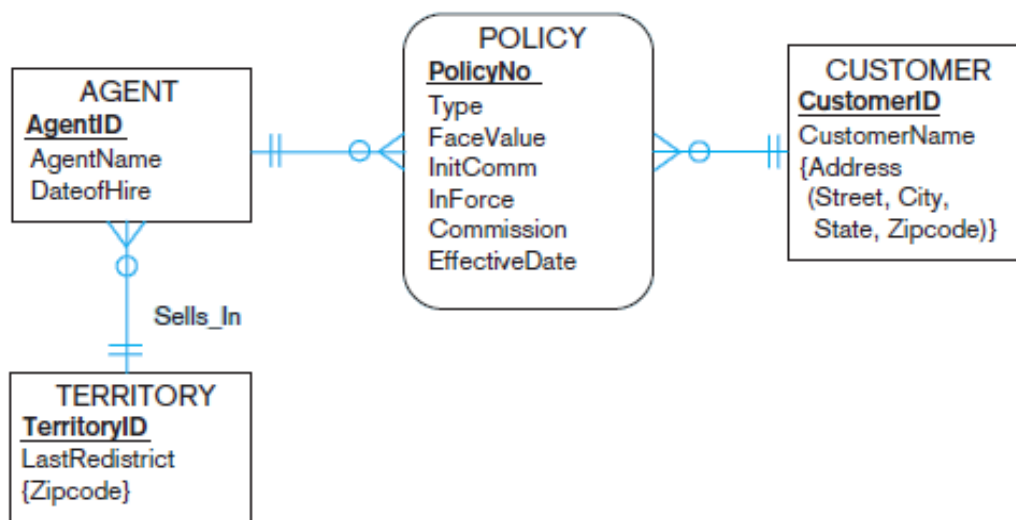 AGENT
AgentID
AgentName
DateofHire
POLICY
PolicyNo
Type
FaceValue
InitComm
InForce
Commission
EffectiveDate
CUSTOMER
CustomerID
CustomerName
{Address
(Street, City,
State, Zipcode)}
Sells_In
TERRITORY
TerritoryID
LastRedistrict
{Zipcode}